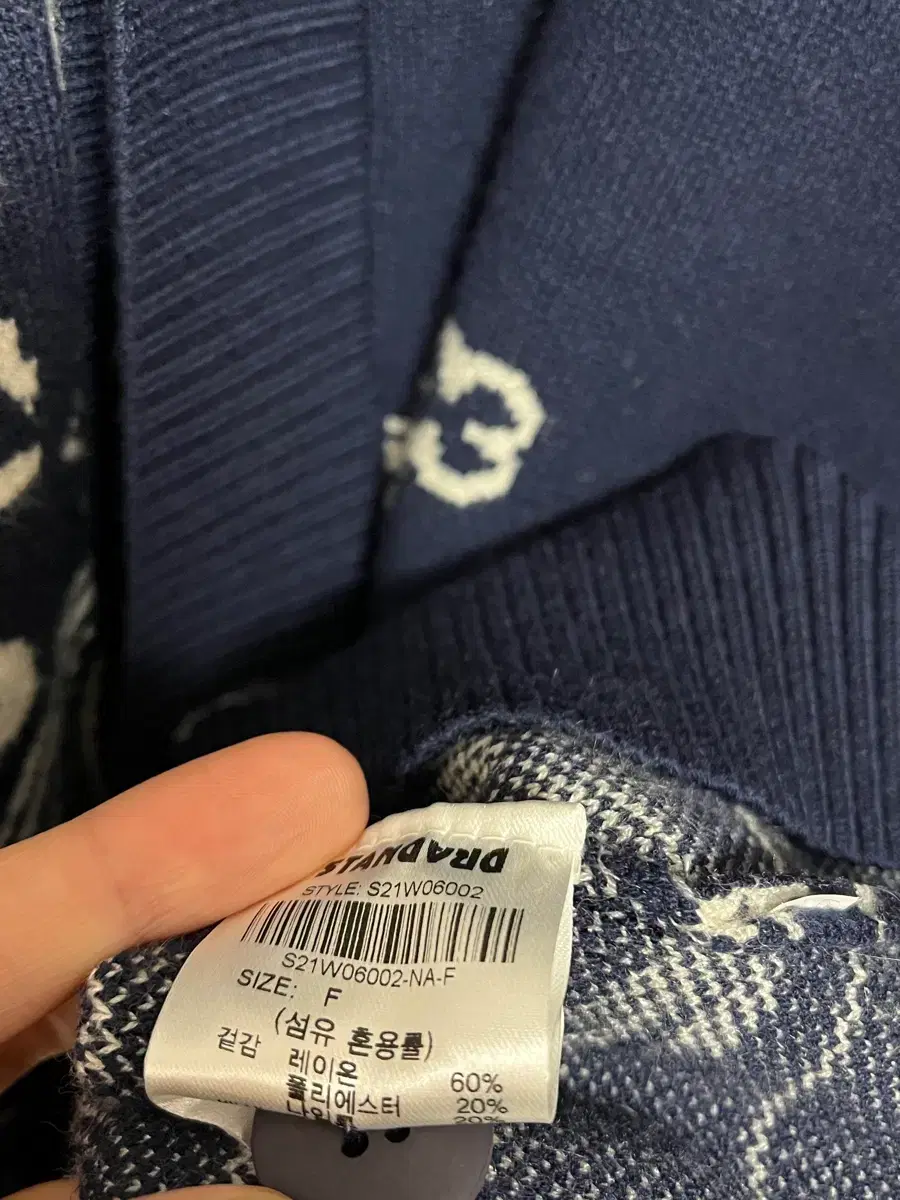 STYLE: S21W06002
S21W06002-NA-F
SIZE: F
(섬유 혼용률)
겉감 레이온 60%
폴리에스터 20%